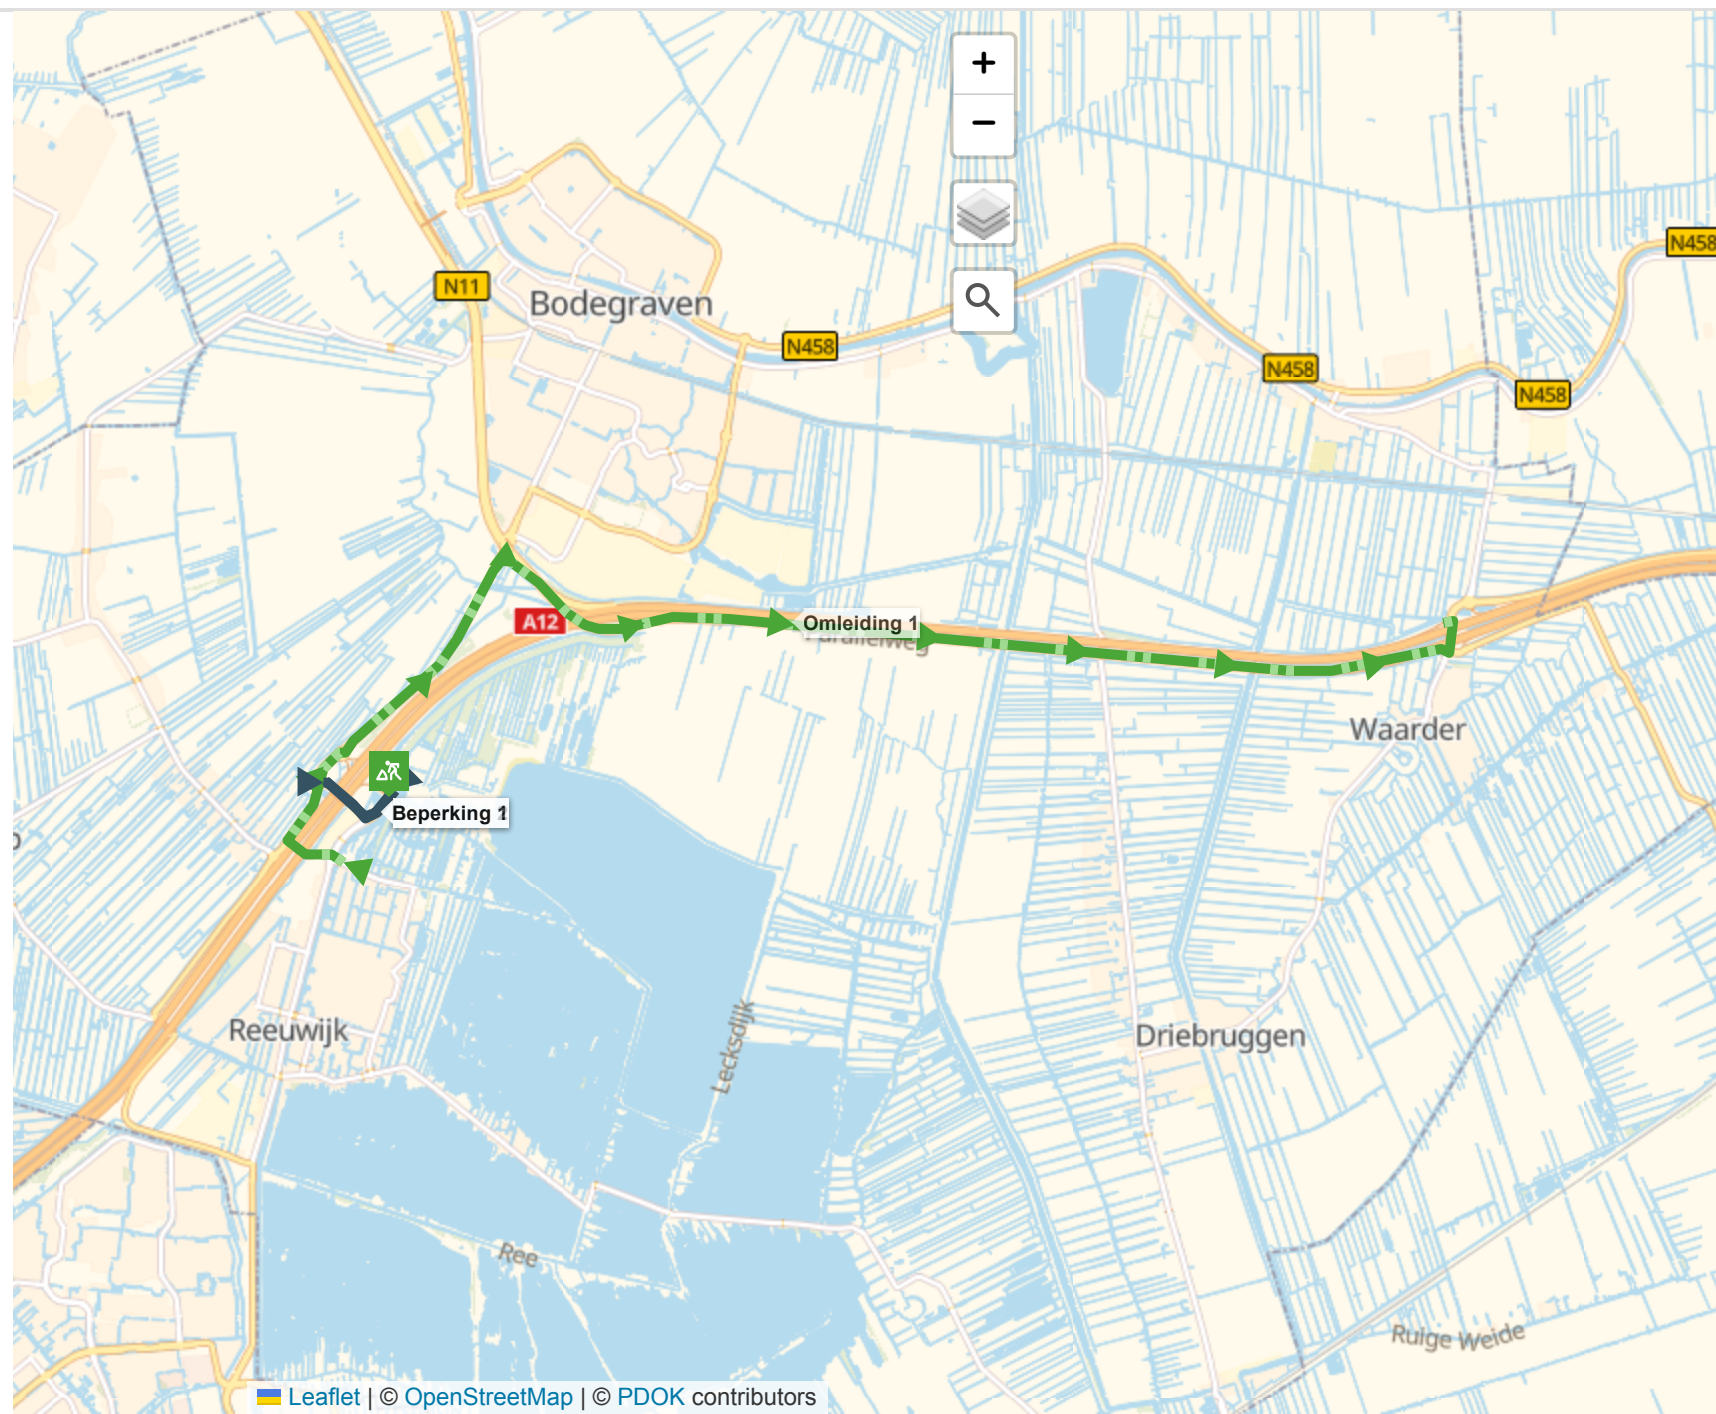 +
−
N458
N11
Bodegraven
N458
N458
N458
A12
Omleiding 1
Parallelweg
Waarder
Beperking 1
Reeuwijk
Lecksdijk
Driebruggen
Ree
Ruige Weide
Leaflet | © OpenStreetMap | © PDOK contributors